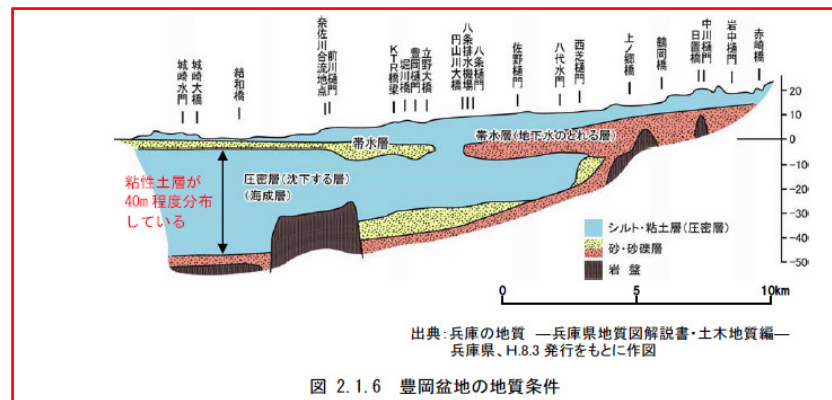 城崎水門
城崎大橋
結和橋
奈佐川合流地点
前川樋門
KTR橋梁
堀川橋
豊岡樋門
立野大橋
八条排水機場
円山川大橋
八条樋門
佐野樋門
八代水門
西芝樋門
上ノ郷橋
鶴岡橋
日置橋
中川樋門
岩中樋門
赤崎橋
20
10
0
-10
-20
-30
-40
-50
帯水層
帯水層(地下水のとれる層)
粘性土層が
40m 程度分布
している
圧密層(沈下する層)
(海成層)
シルト・粘土層(圧密層)
砂・砂礫層
岩 盤
0 5 10km
出典:兵庫の地質 ―兵庫県地質図解説書・土木地質編―
兵庫県、H.8.3 発行をもとに作図
図 2.1.6 豊岡盆地の地質条件